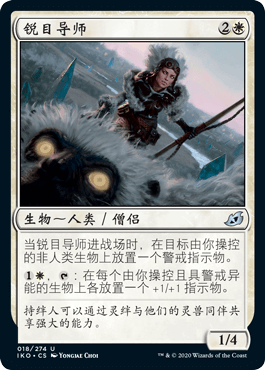 锐目导师 2
生物～人类 / 僧侣
当锐目导师进战场时，在目标由你操控
的非人类生物上放置一个警戒指示物。
1，：在每个由你操控且具警戒异
能的生物上各放置一个 +1/+1 指示物。
持绊人可以通过灵绊与他们的灵兽同伴共
享强大的能力。
1/4
018/274 U
IKO • CS YONGJAE CHOI
™ & © 2020 Wizards of the Coast